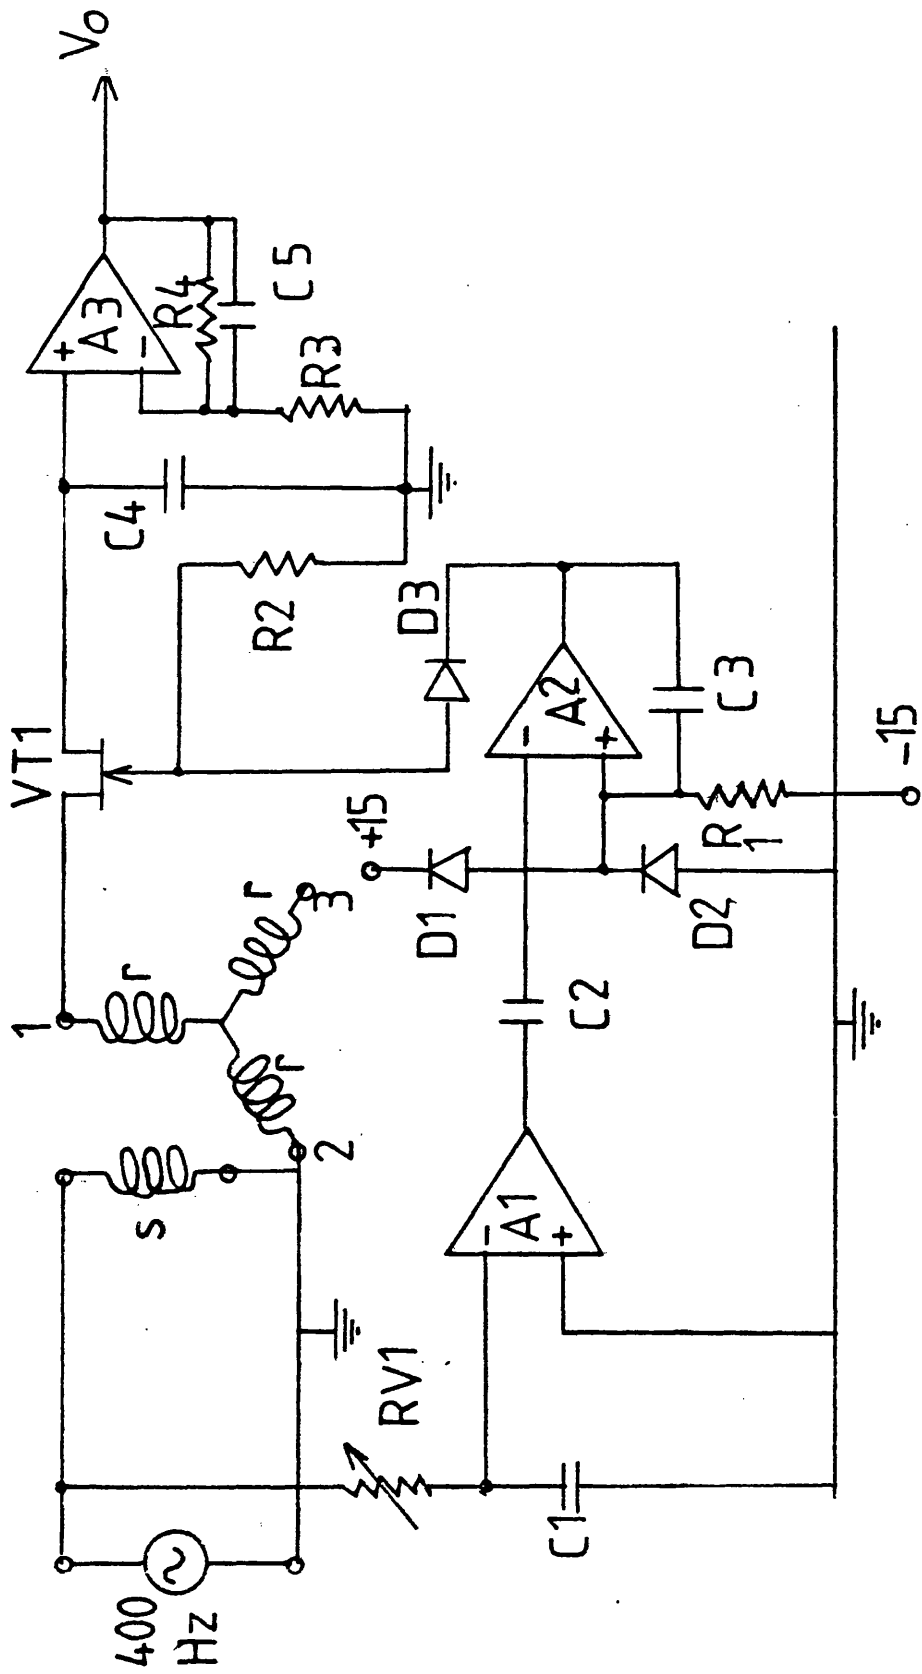 400
Hz
s
1
r
r
r
2
3
VT1
C4
R2
R3
R4
C5
A3
+
−
Vo
RV1
C1
A1
−
+
C2
+15
D1
D2
D3
A2
−
+
C3
R1
−15